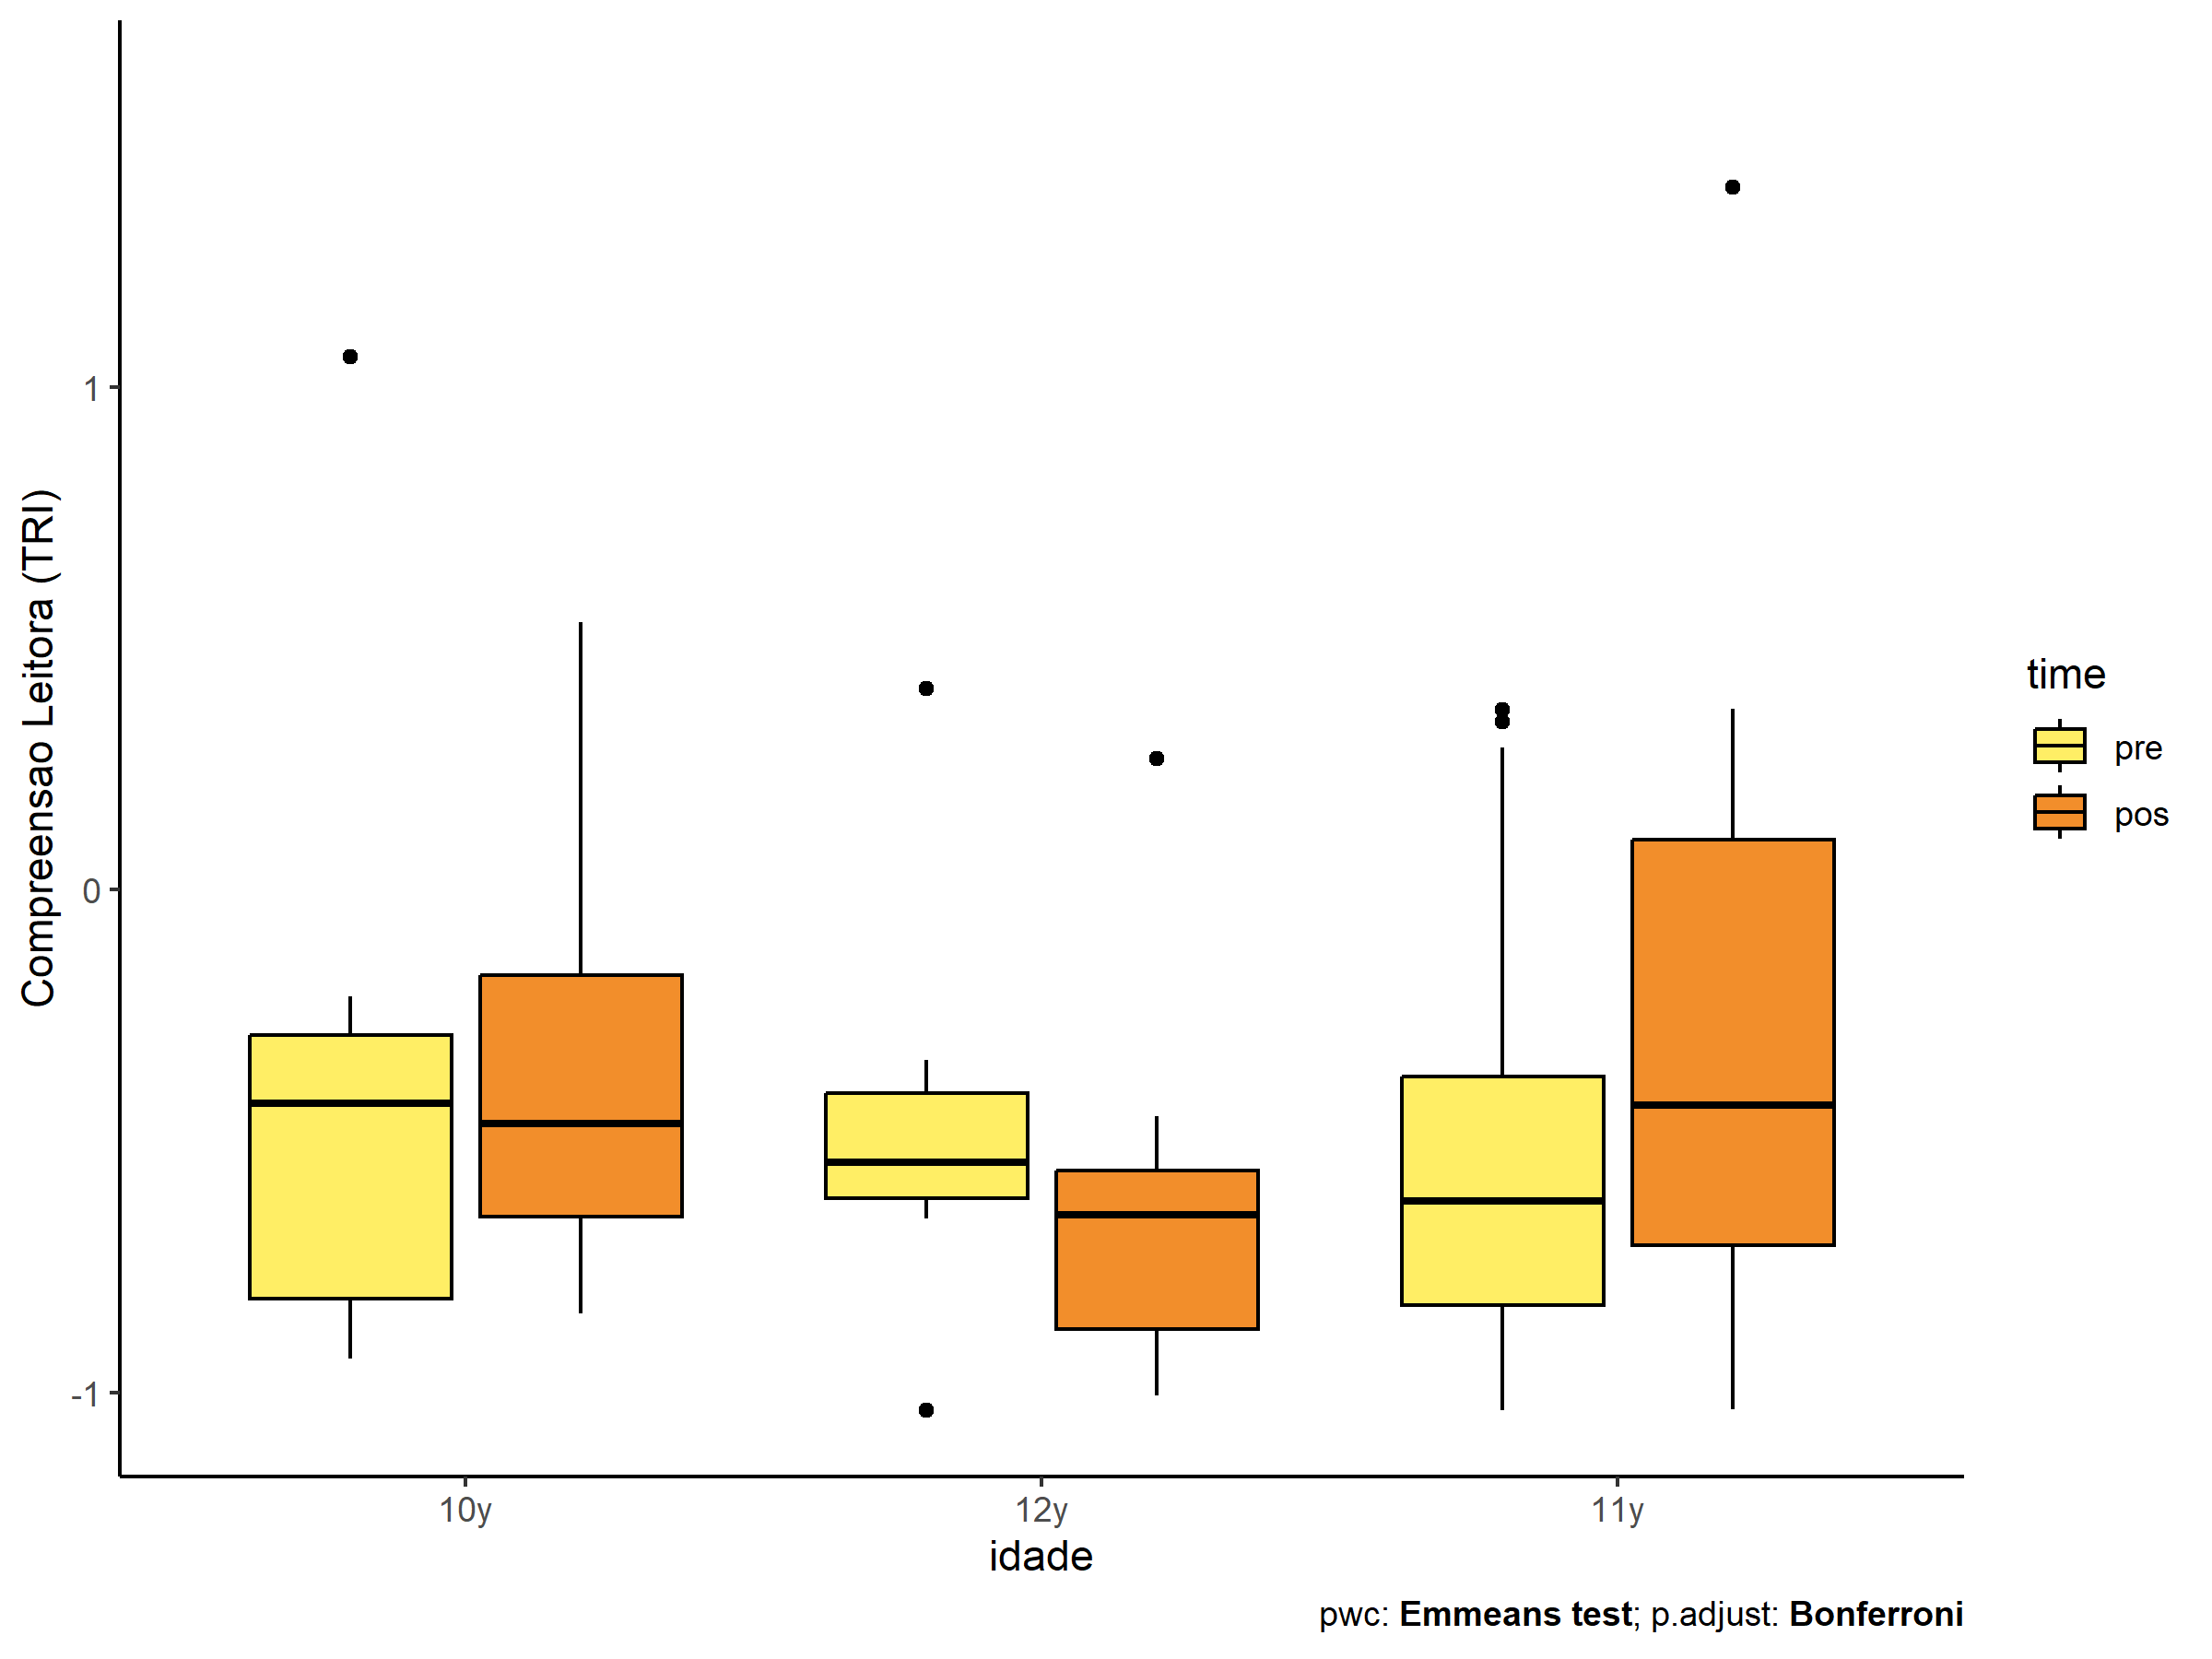 Compreensao Leitora (TRI)
1
0
-1
10y
12y
11y
idade
time
pre
pos
pwc: Emmeans test; p.adjust: Bonferroni